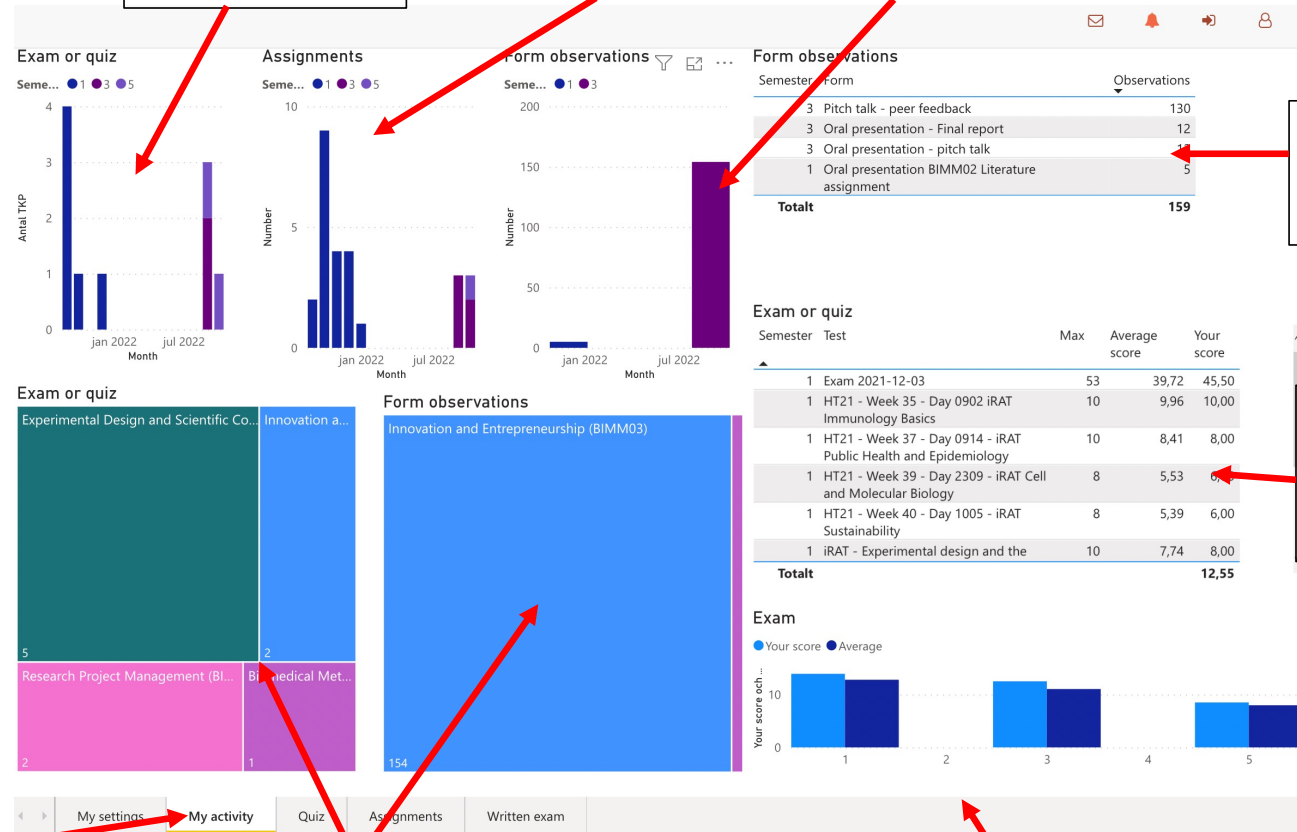 Exam or quiz
Seme... 1 3 5
4
3
2
1
0
Antal TKP
jan 2022 jul 2022
Month
Assignments
Seme... 1 3 5
10
5
0
Number
jan 2022 jul 2022
Month
Form observations
Seme... 1 3
200
150
100
50
0
Number
jan 2022 jul 2022
Month
Form observations
Semester Form Observations
3 Pitch talk - peer feedback 130
3 Oral presentation - Final report 12
3 Oral presentation - pitch talk
1 Oral presentation BIMM02 Literature 5
assignment
Totalt 159
Exam or quiz
Semester Test Max Average Your
score score
1 Exam 2021-12-03 53 39,72 45,50
1 HT21 - Week 35 - Day 0902 iRAT 10 9,96 10,00
Immunology Basics
1 HT21 - Week 37 - Day 0914 - iRAT 10 8,41 8,00
Public Health and Epidemiology
1 HT21 - Week 39 - Day 2309 - iRAT Cell 8 5,53
and Molecular Biology
1 HT21 - Week 40 - Day 1005 - iRAT 8 5,39 6,00
Sustainability
1 iRAT - Experimental design and the 10 7,74 8,00
Totalt 12,55
Exam or quiz
Experimental Design and Scientific Co...
5
Innovation a...
2
Research Project Management (BI...
2
Biomedical Met...
1
Form observations
Innovation and Entrepreneurship (BIMM03)
154
Exam
Your score Average
Your score och ...
10
0
1 2 3 4 5
My settings My activity Quiz Assignments Written exam